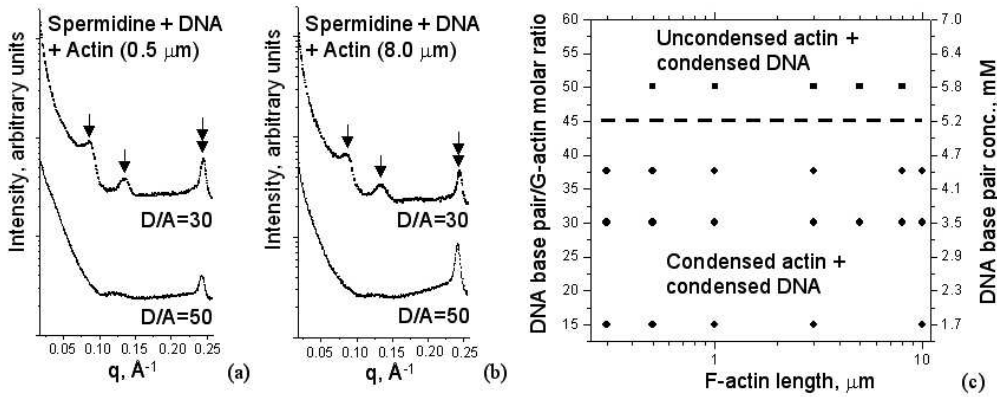 Spermidine + DNA
+ Actin (0.5 μm)
Intensity, arbitrary units
D/A=30
D/A=50
0.05 0.10 0.15 0.20 0.25
q, Å-1
(a)
Spermidine + DNA
+ Actin (8.0 μm)
Intensity, arbitrary units
D/A=30
D/A=50
0.05 0.10 0.15 0.20 0.25
q, Å-1
(b)
DNA base pair/G-actin molar ratio
60
55
50
45
40
35
30
25
20
15
Uncondensed actin +
condensed DNA
Condensed actin +
condensed DNA
7.0
6.4
5.8
5.2
4.7
4.1
3.5
2.9
2.3
1.7
DNA base pair conc., mM
1 10
F-actin length, μm
(c)